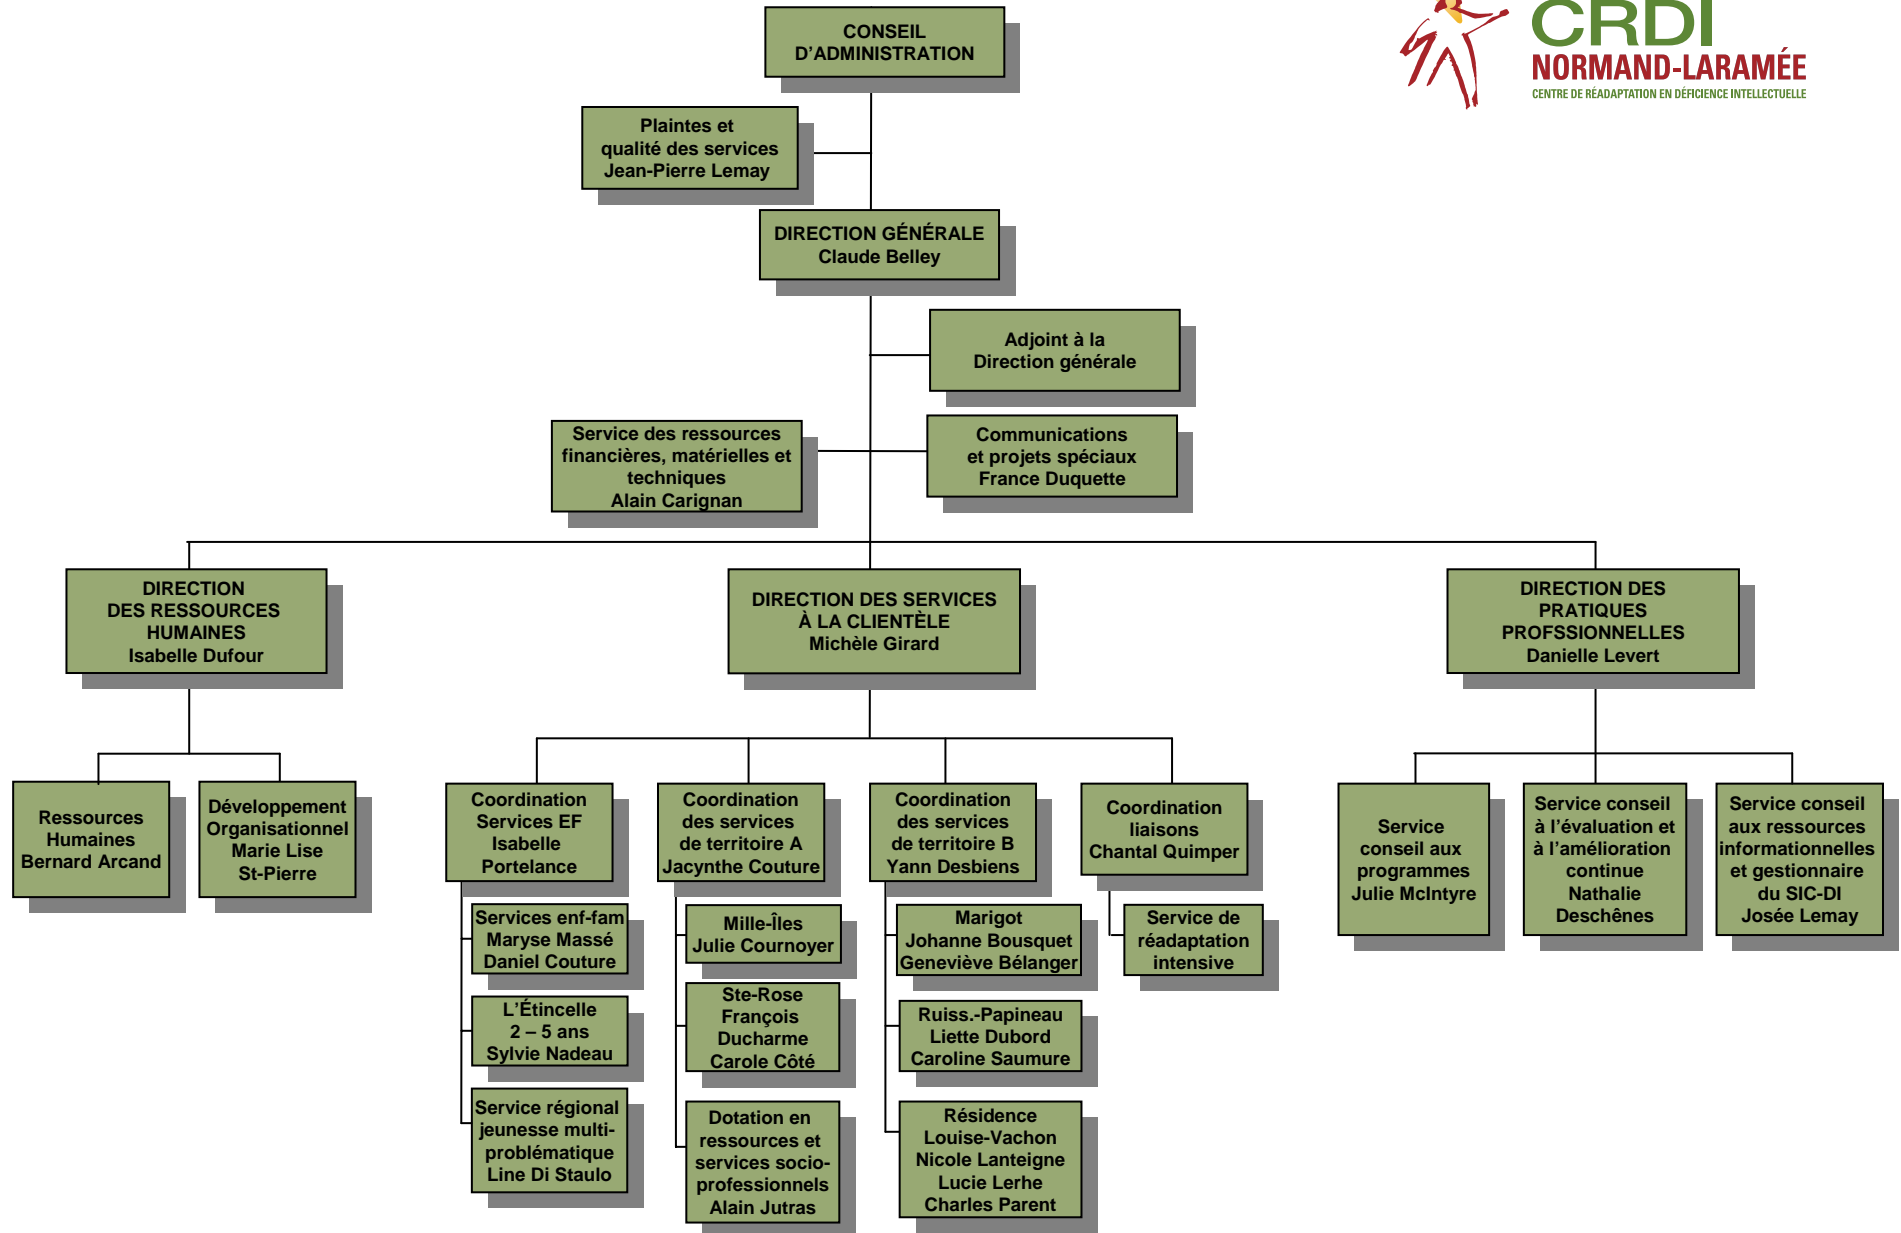 CRDI
NORMAND-LARAMÉE
CENTRE DE RÉADAPTATION EN DÉFICIENCE INTELLECTUELLE
CONSEIL
D'ADMINISTRATION
Plaintes et
qualité des services
Jean-Pierre Lemay
DIRECTION GÉNÉRALE
Claude Belley
Adjoint à la
Direction générale
Service des ressources
financières, matérielles et
techniques
Alain Carignan
Communications
et projets spéciaux
France Duquette
DIRECTION
DES RESSOURCES
HUMAINES
Isabelle Dufour
DIRECTION DES SERVICES
À LA CLIENTÈLE
Michèle Girard
DIRECTION DES
PRATIQUES
PROFSSIONNELLES
Danielle Levert
Ressources
Humaines
Bernard Arcand
Développement
Organisationnel
Marie Lise
St-Pierre
Coordination
Services EF
Isabelle
Portelance
Services enf-fam
Maryse Massé
Daniel Couture
L'Étincelle
2 – 5 ans
Sylvie Nadeau
Service régional
jeunesse multi-
problématique
Line Di Staulo
Coordination
des services
de territoire A
Jacynthe Couture
Mille-Îles
Julie Cournoyer
Ste-Rose
François
Ducharme
Carole Côté
Dotation en
ressources et
services socio-
professionnels
Alain Jutras
Coordination
des services
de territoire B
Yann Desbiens
Marigot
Johanne Bousquet
Geneviève Bélanger
Ruiss.-Papineau
Liette Dubord
Caroline Saumure
Résidence
Louise-Vachon
Nicole Lanteigne
Lucie Lerhe
Charles Parent
Coordination
liaisons
Chantal Quimper
Service de
réadaptation
intensive
Service
conseil aux
programmes
Julie McIntyre
Service conseil
à l'évaluation et
à l'amélioration
continue
Nathalie
Deschênes
Service conseil
aux ressources
informationnelles
et gestionnaire
du SIC-DI
Josée Lemay